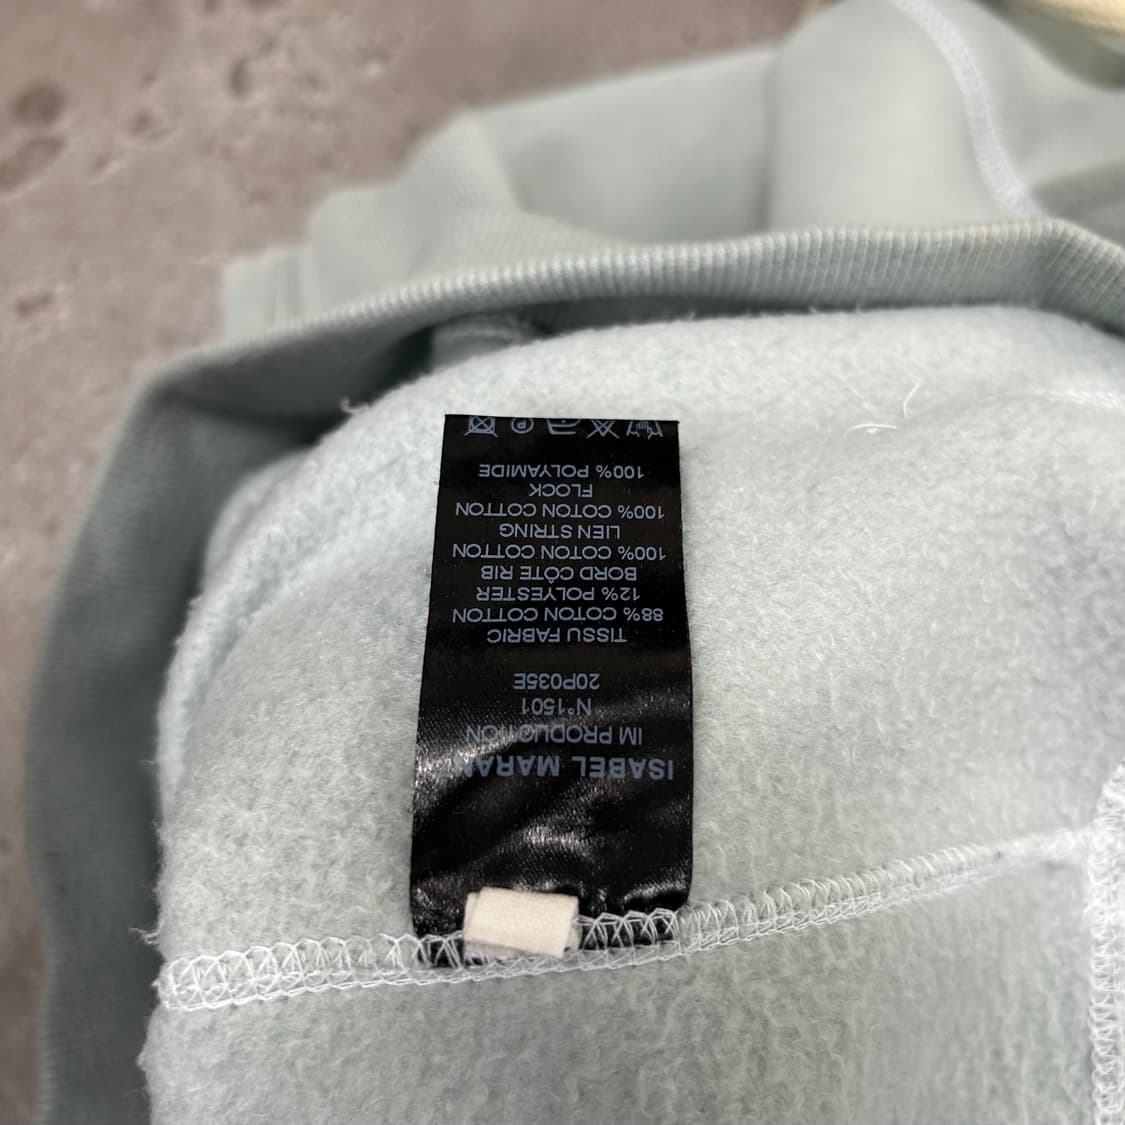 ISABEL MARANT
IM PRODUCTION
N°1501
20P035E
TISSU FABRIC
88% COTON COTTON
12% POLYESTER
BORD CÔTE RIB
100% COTON COTTON
LIEN STRING
100% COTON COTTON
FLOCK
100% POLYAMIDE